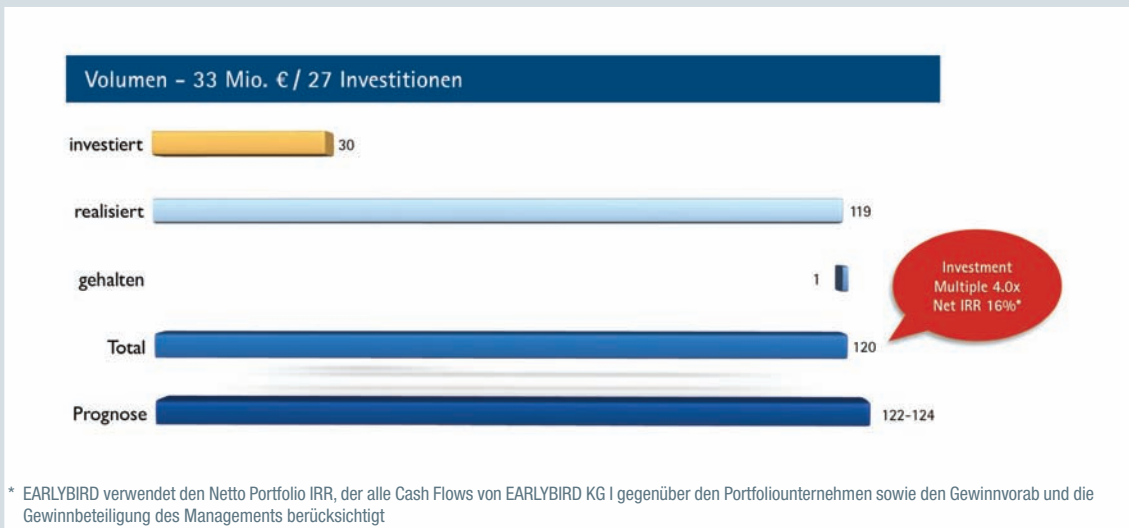 Volumen – 33 Mio. € / 27 Investitionen
investiert 30
realisiert 119
gehalten 1
Investment
Multiple 4.0x
Net IRR 16%*
Total 120
Prognose 122-124
* EARLYBIRD verwendet den Netto Portfolio IRR, der alle Cash Flows von EARLYBIRD KG I gegenüber den Portfoliounternehmen sowie den Gewinnvorab und die
Gewinnbeteiligung des Managements berücksichtigt